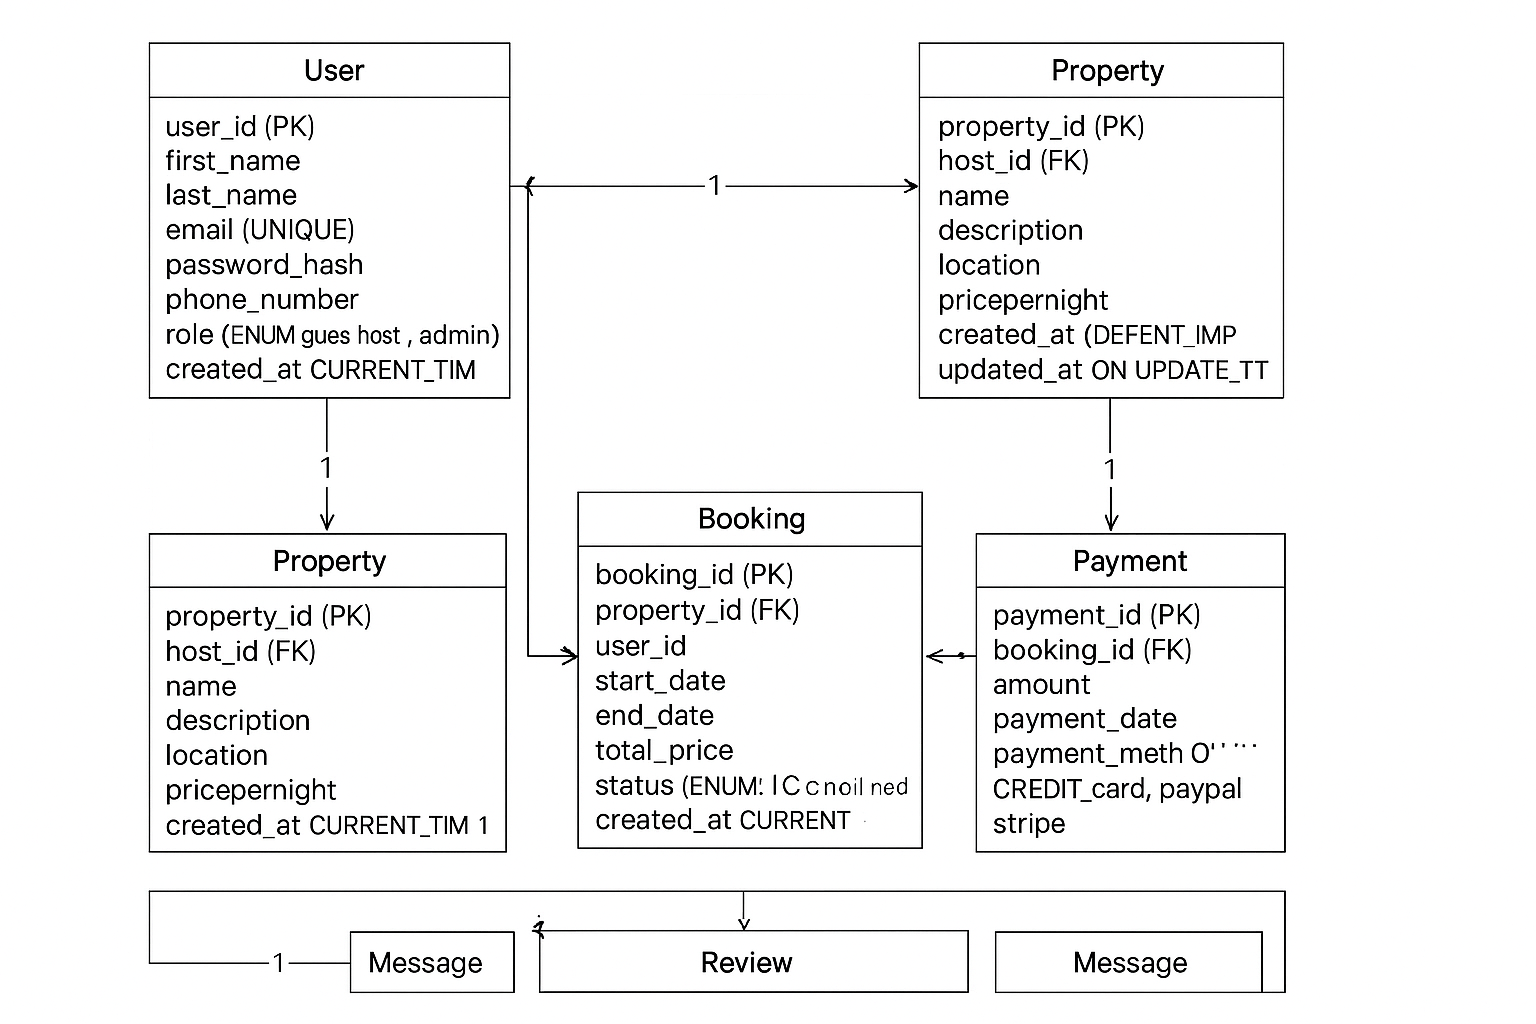 User
user_id (PK)
first_name
last_name
email (UNIQUE)
password_hash
phone_number
role (ENUM gues host , admin)
created_at CURRENT_TIM
1
Property
property_id (PK)
host_id (FK)
name
description
location
pricepernight
created_at (DEFENT_IMP
updated_at ON UPDATE_TT
1
1
Property
property_id (PK)
host_id (FK)
name
description
location
pricepernight
created_at CURRENT_TIM 1
Booking
booking_id (PK)
property_id (FK)
user_id
start_date
end_date
total_price
status (ENUM
created_at CURRENT
Payment
payment_id (PK)
booking_id (FK)
amount
payment_date
payment_meth
CREDIT_card, paypal
stripe
1
Message
Review
Message